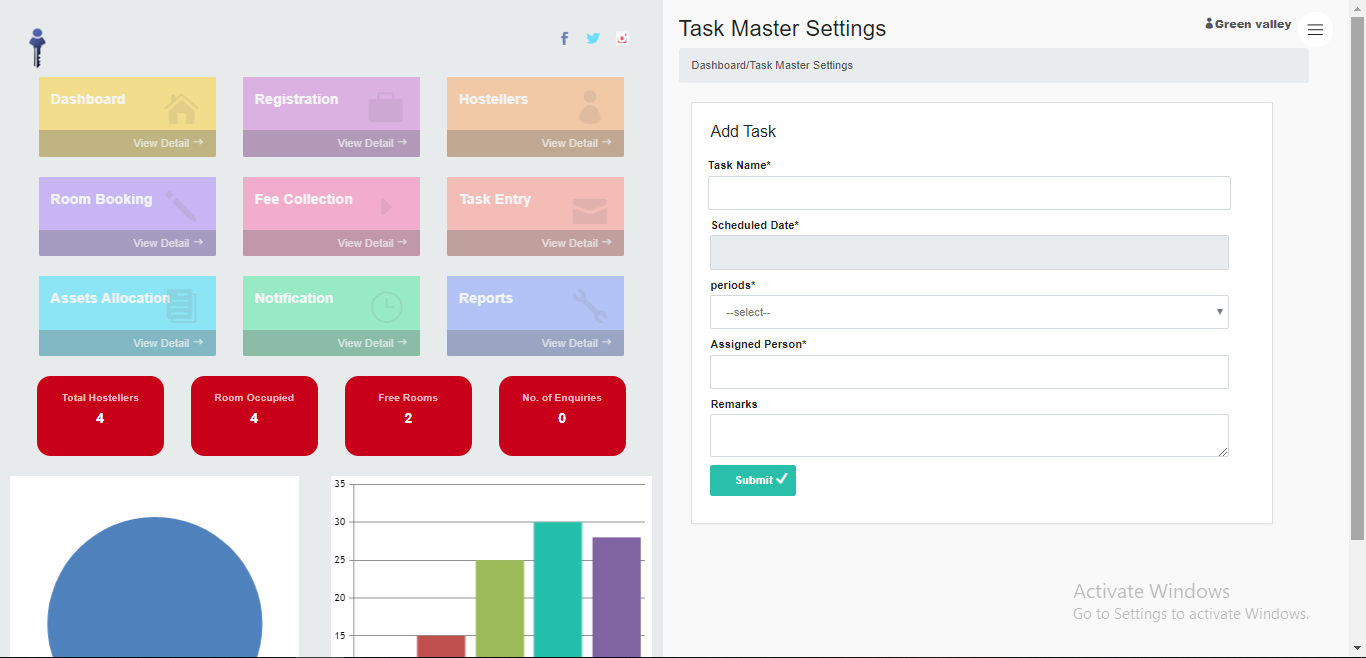 Dashboard
View Detail →
Registration
View Detail →
Hostellers
View Detail →
Room Booking
View Detail →
Fee Collection
View Detail →
Task Entry
View Detail →
Assets Allocation
View Detail →
Notification
View Detail →
Reports
View Detail →
Total Hostellers
4
Room Occupied
4
Free Rooms
2
No. of Enquiries
0
35
30
25
20
15
Task Master Settings
Green valley
Dashboard/Task Master Settings
Add Task
Task Name*
Scheduled Date*
periods*
--select--
Assigned Person*
Remarks
Submit
Activate Windows
Go to Settings to activate Windows.